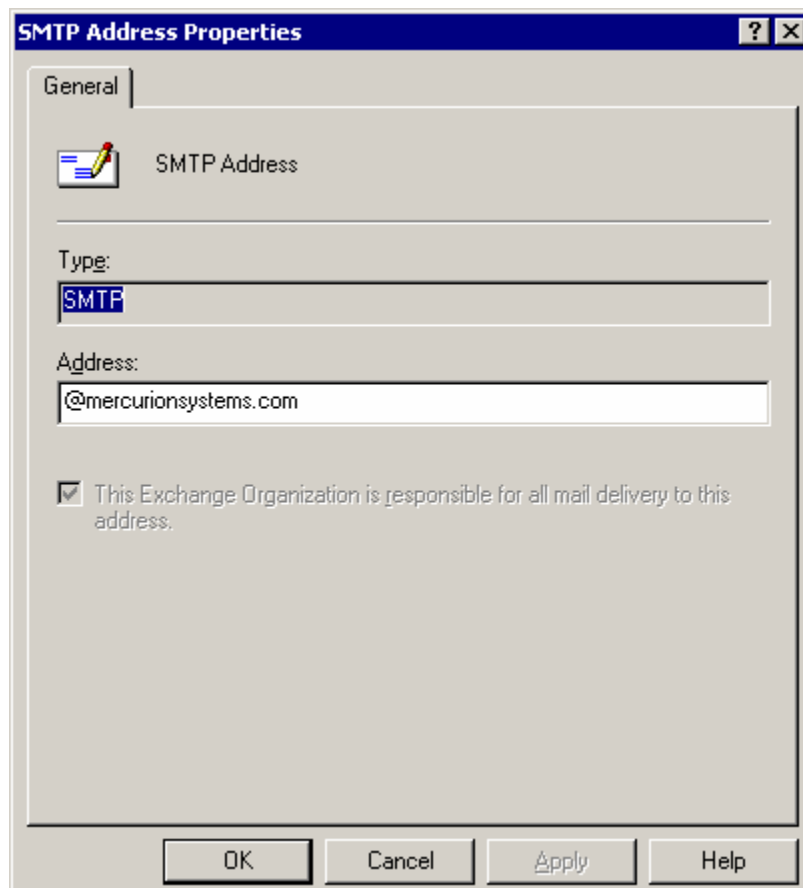 SMTP Address Properties
General
SMTP Address
Type:
SMTP
Address:
@mercurionsystems.com
This Exchange Organization is responsible for all mail delivery to this
address.
OK Cancel Apply Help